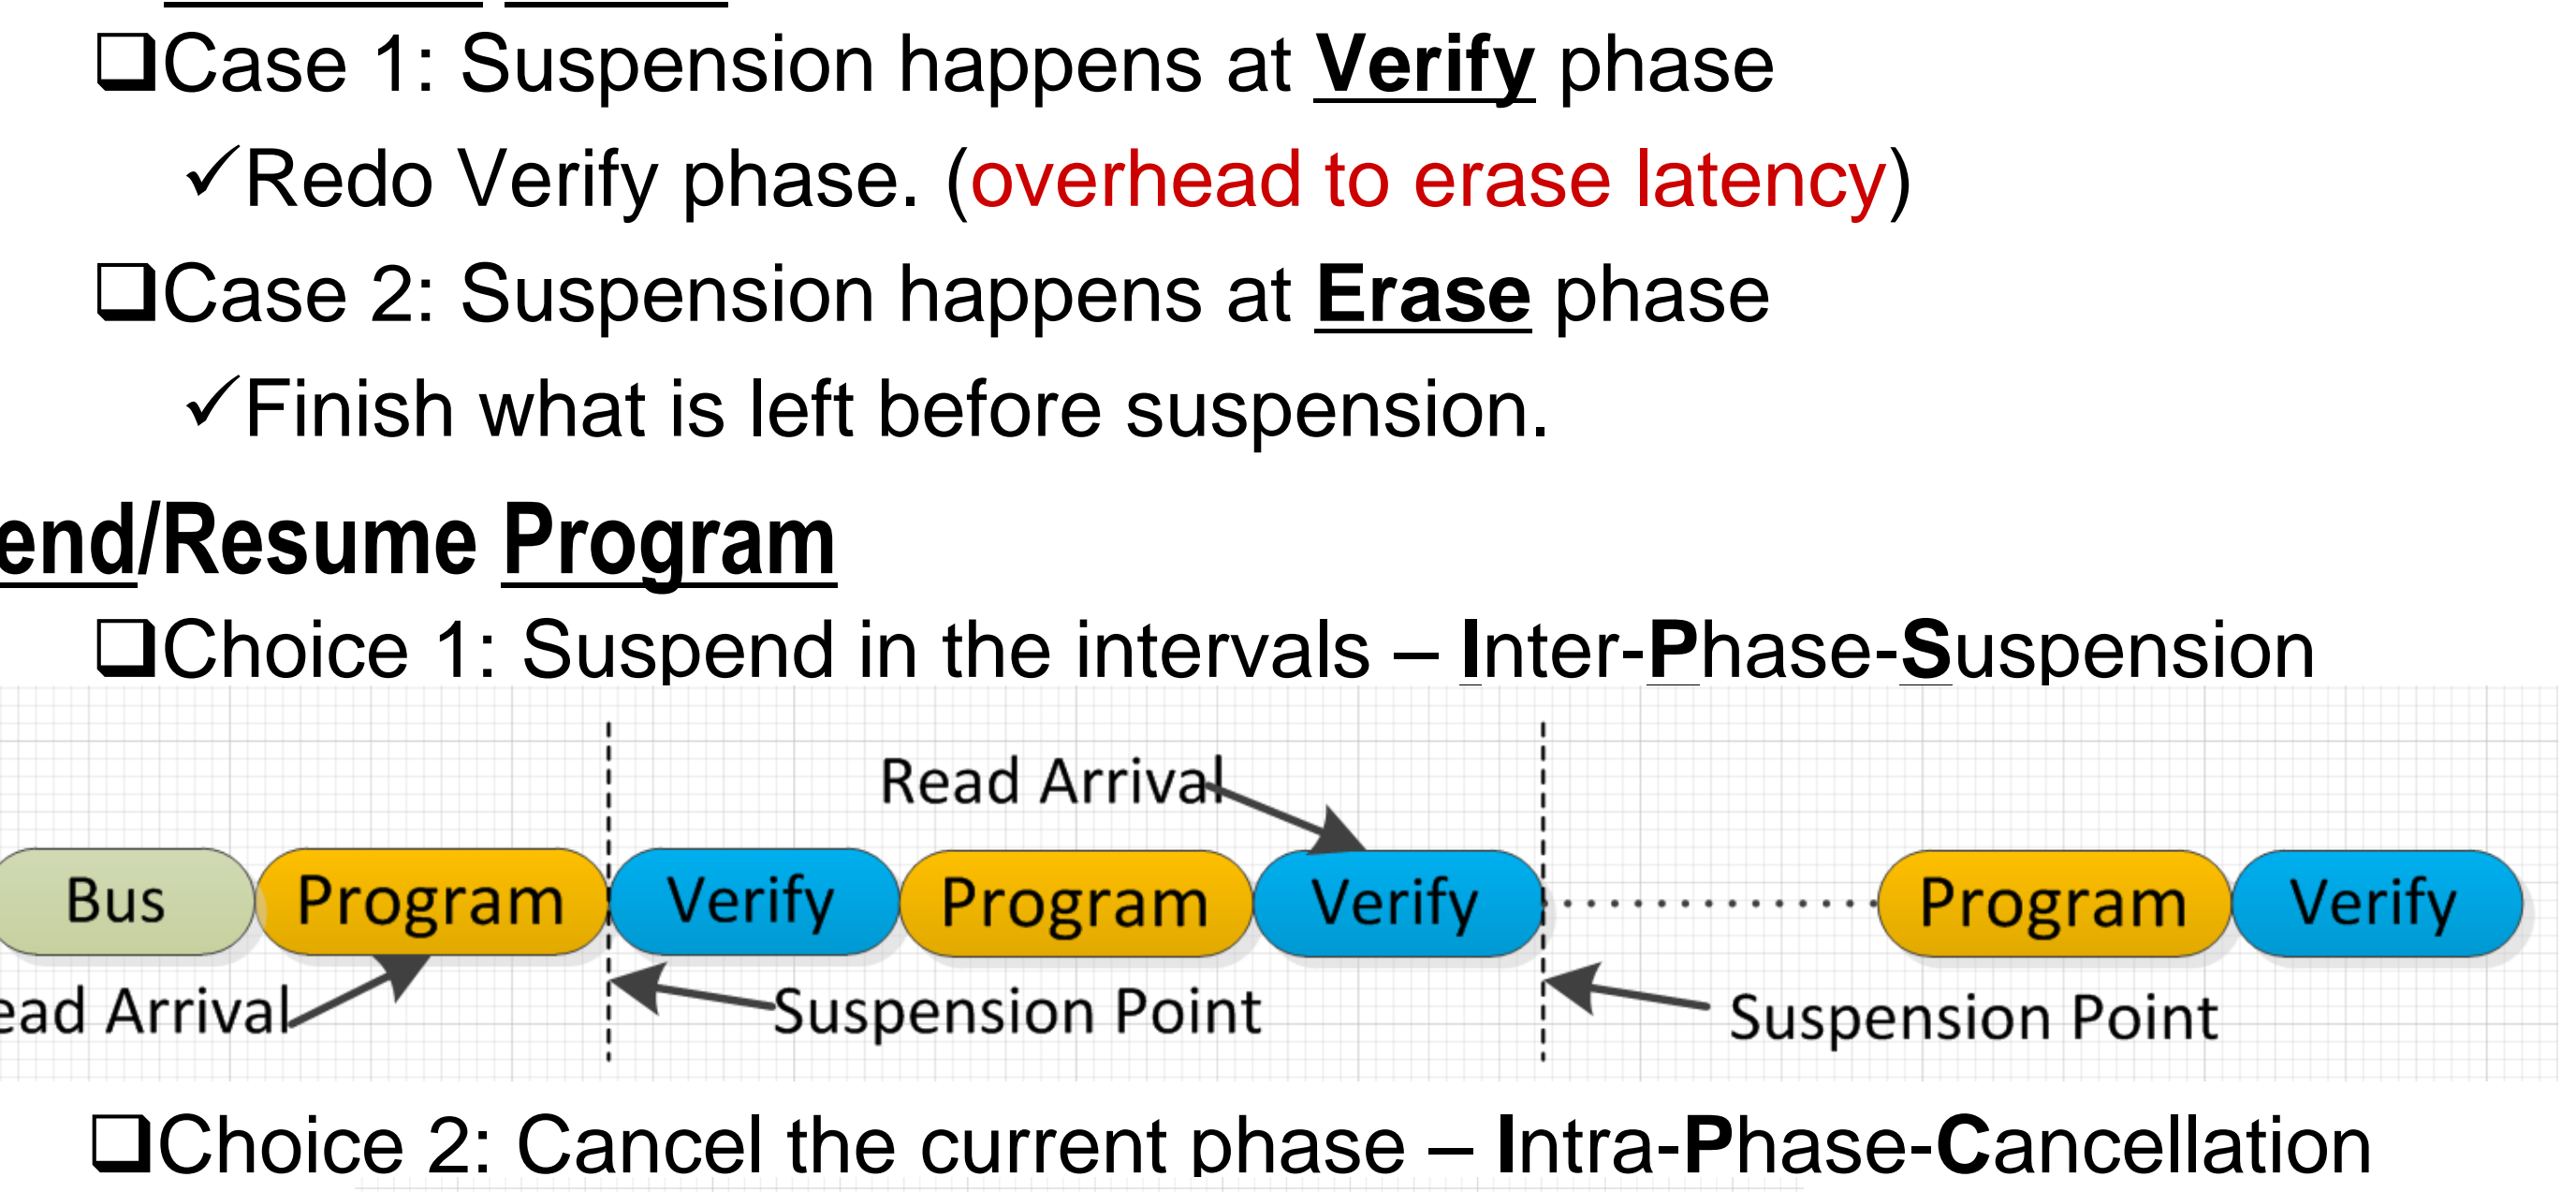 ❑Case 1: Suspension happens at Verify phase
✓Redo Verify phase. (overhead to erase latency)
❑Case 2: Suspension happens at Erase phase
✓Finish what is left before suspension.
end/Resume Program
❑Choice 1: Suspend in the intervals – Inter-Phase-Suspension
Read Arrival
Bus Program Verify Program Verify Program Verify
ead Arrival Suspension Point Suspension Point
❑Choice 2: Cancel the current phase – Intra-Phase-Cancellation